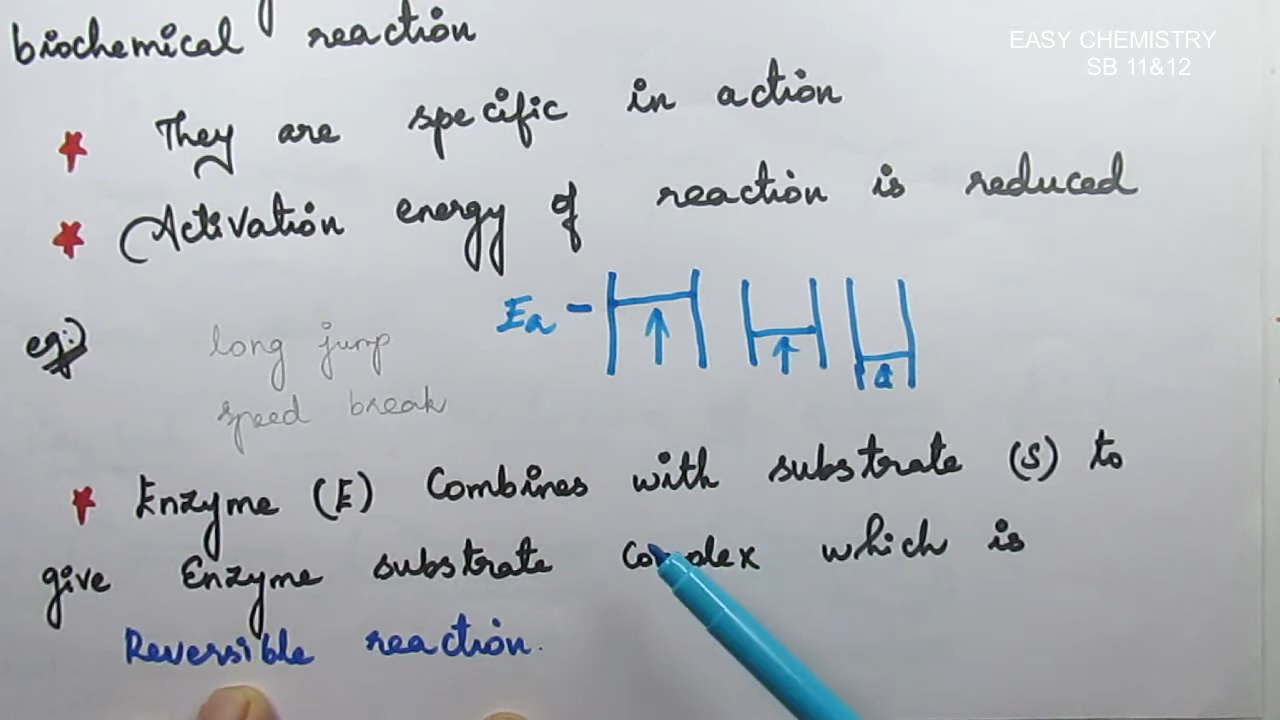 EASY CHEMISTRY
SB 11&12
biochemical reaction
They are specific in action
Activation energy of reaction is reduced
Ea -
eg:)
long jump
speed break
Enzyme (E) Combines with substrate (S) to
give Enzyme substrate complex which is
Reversible reaction.